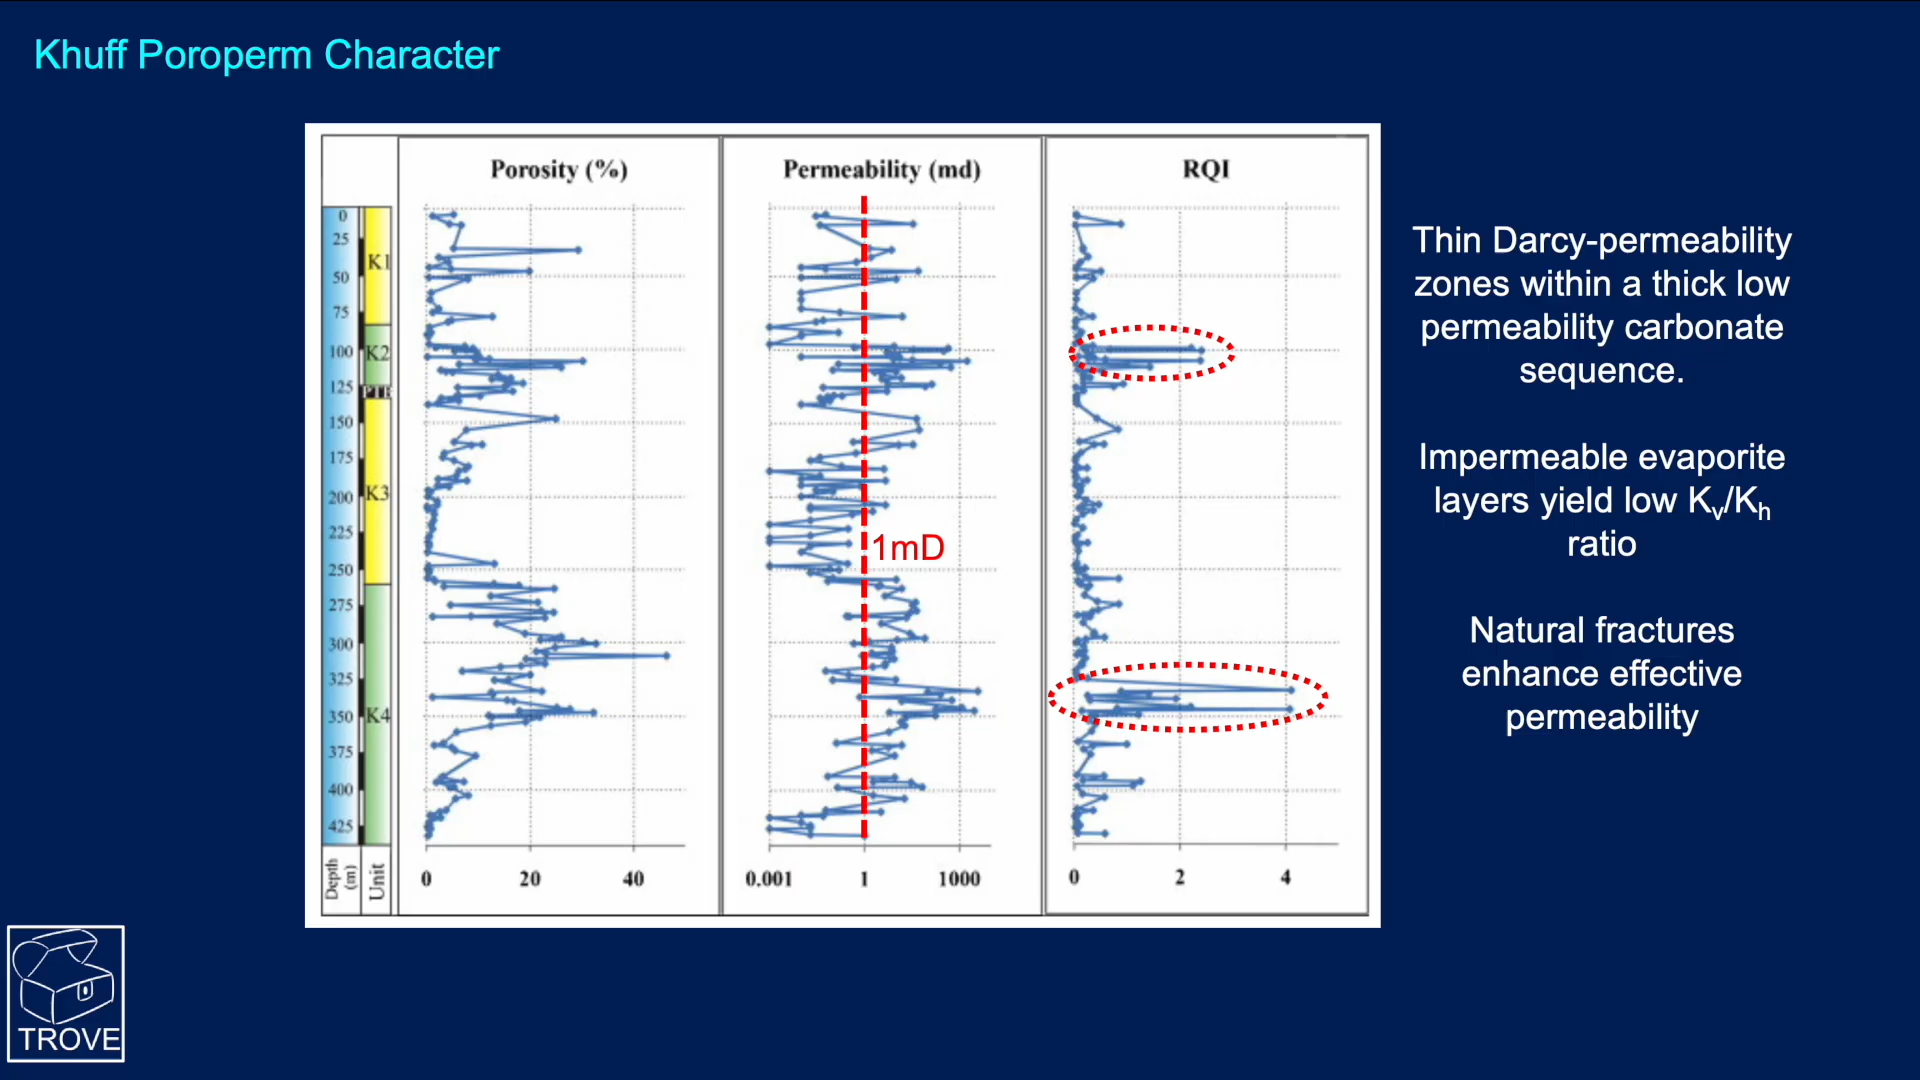 Khuff Poroperm Character
Porosity (%)
Permeability (md)
RQI
0
25
50
75
100
125
150
175
200
225
250
275
300
325
350
375
400
425
K1
K2
PTB
K3
K4
Depth (m)
Unit
0 20 40
0.001 1 1000
0 2 4
1mD
Thin Darcy-permeability
zones within a thick low
permeability carbonate
sequence.
Impermeable evaporite
layers yield low Kv/Kh
ratio
Natural fractures
enhance effective
permeability
TROVE